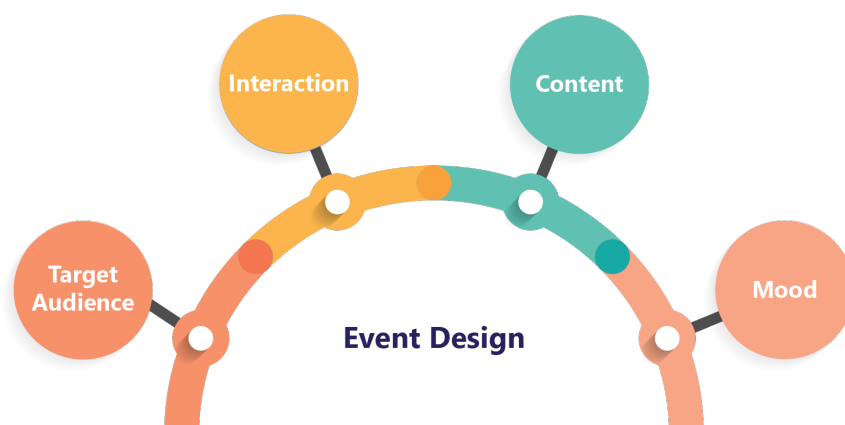 Interaction
Content
Target
Audience
Mood
Event Design